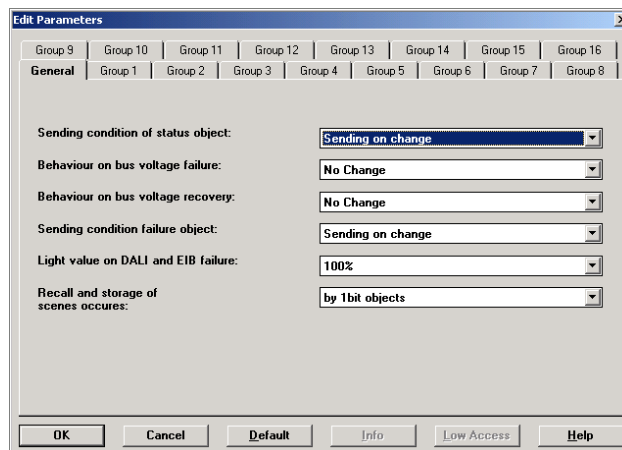 Edit Parameters
Group 9 Group 10 Group 11 Group 12 Group 13 Group 14 Group 15 Group 16
General Group 1 Group 2 Group 3 Group 4 Group 5 Group 6 Group 7 Group 8
Sending condition of status object: Sending on change
Behaviour on bus voltage failure: No Change
Behaviour on bus voltage recovery: No Change
Sending condition failure object: Sending on change
Light value on DALI and EIB failure: 100%
Recall and storage of
scenes occures: by 1bit objects
OK Cancel Default Info Low Access Help